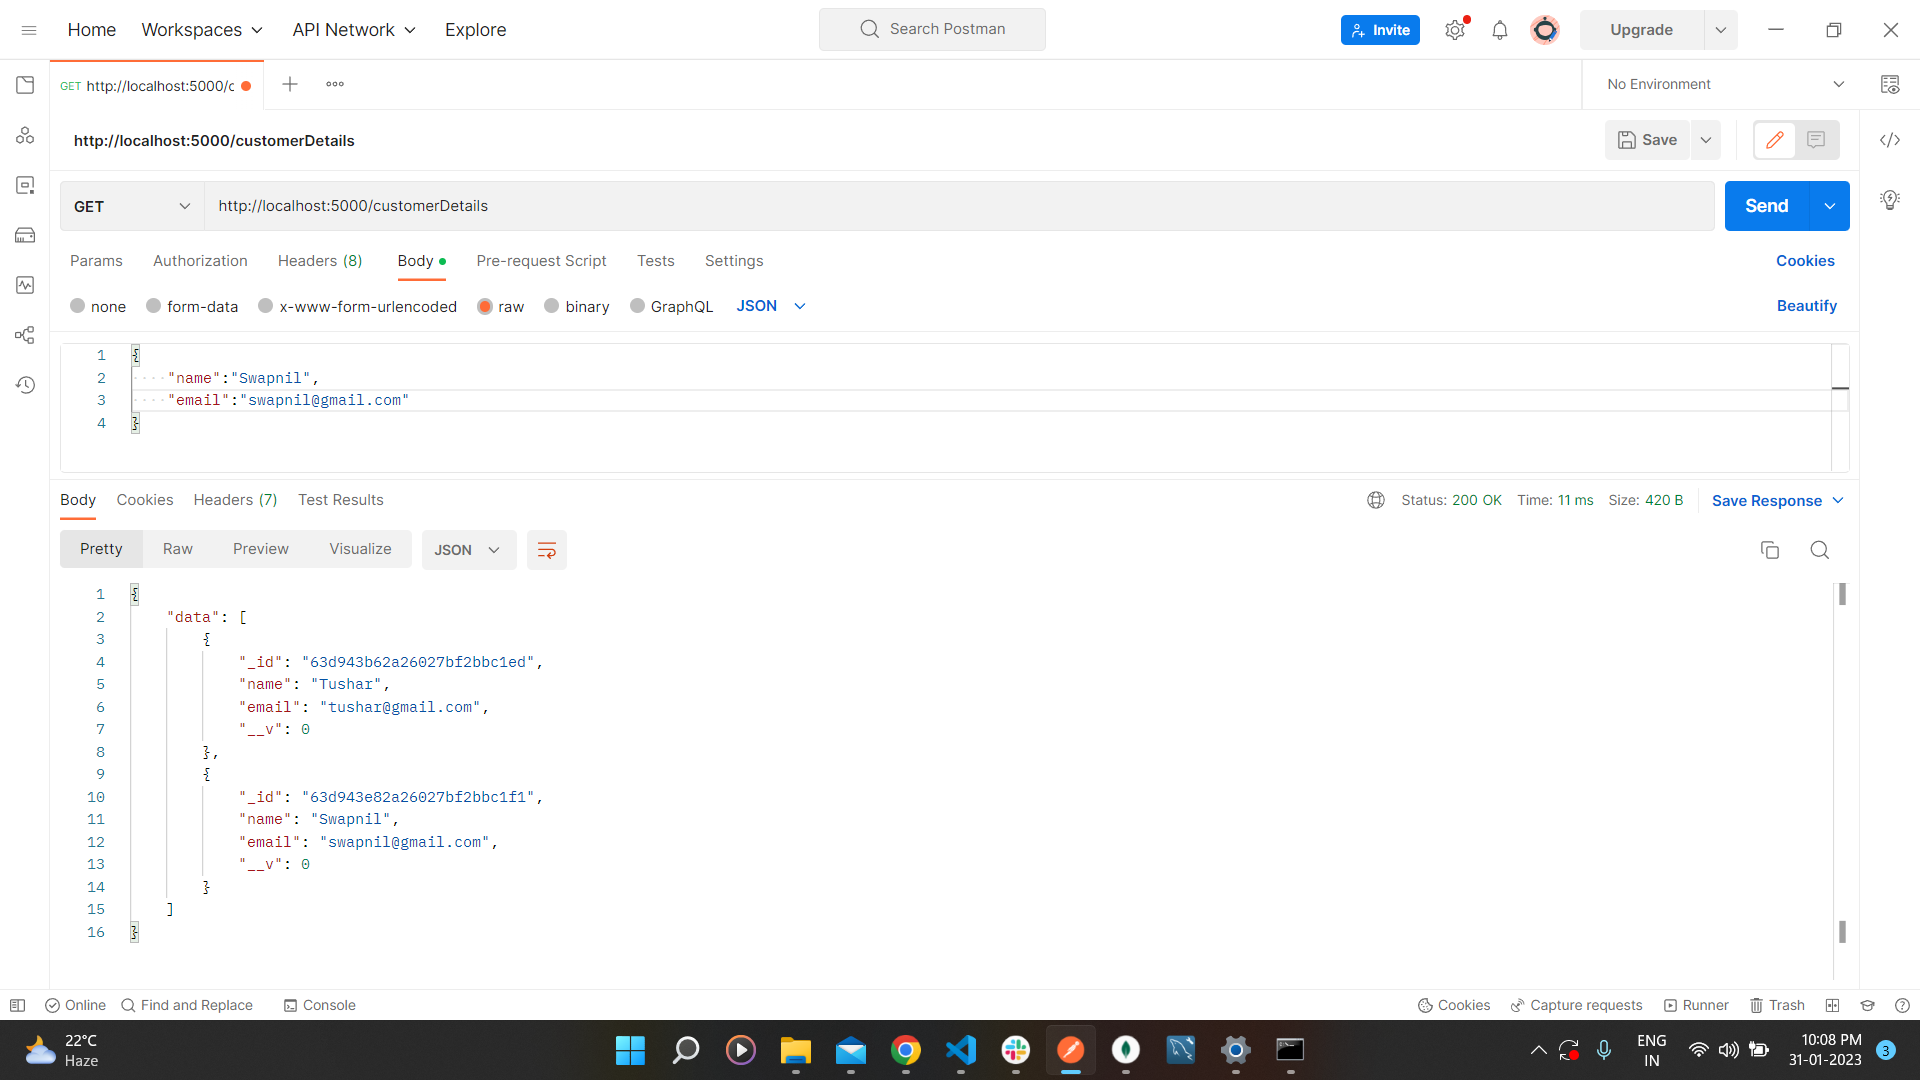 Home Workspaces API Network Explore Search Postman Invite Upgrade
GET http://localhost:5000/c No Environment
http://localhost:5000/customerDetails Save
GET http://localhost:5000/customerDetails Send
Params Authorization Headers (8) Body Pre-request Script Tests Settings Cookies
none form-data x-www-form-urlencoded raw binary GraphQL JSON Beautify
1 {
2 "name":"Swapnil",
3 "email":"swapnil@gmail.com"
4 }
Body Cookies Headers (7) Test Results Status: 200 OK Time: 11 ms Size: 420 B Save Response
Pretty Raw Preview Visualize JSON
1 {
2 "data": [
3 {
4 "_id": "63d943b62a26027bf2bbc1ed",
5 "name": "Tushar",
6 "email": "tushar@gmail.com",
7 "__v": 0
8 },
9 {
10 "_id": "63d943e82a26027bf2bbc1f1",
11 "name": "Swapnil",
12 "email": "swapnil@gmail.com",
13 "__v": 0
14 }
15 ]
16 }
Online Find and Replace Console Cookies Capture requests Runner Trash
22°C
Haze
ENG
IN
10:08 PM
31-01-2023
3